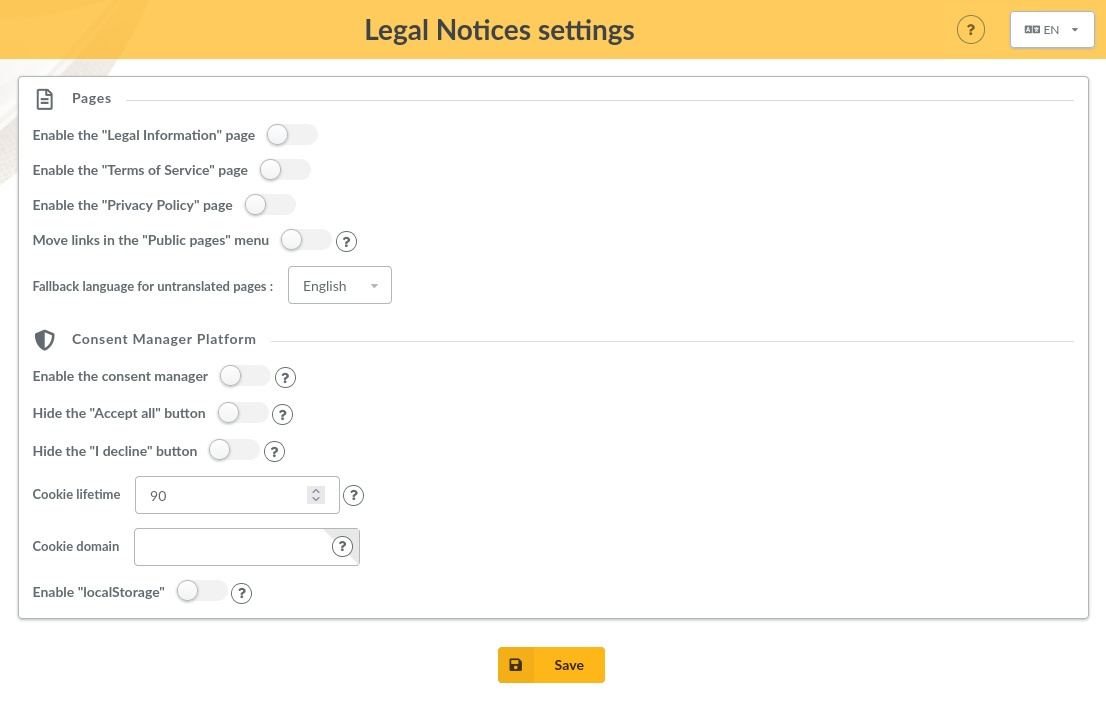 Legal Notices settings
?
EN
Pages
Enable the "Legal Information" page
Enable the "Terms of Service" page
Enable the "Privacy Policy" page
Move links in the "Public pages" menu ?
Fallback language for untranslated pages : English
Consent Manager Platform
Enable the consent manager ?
Hide the "Accept all" button ?
Hide the "I decline" button ?
Cookie lifetime 90 ?
Cookie domain ?
Enable "localStorage" ?
Save